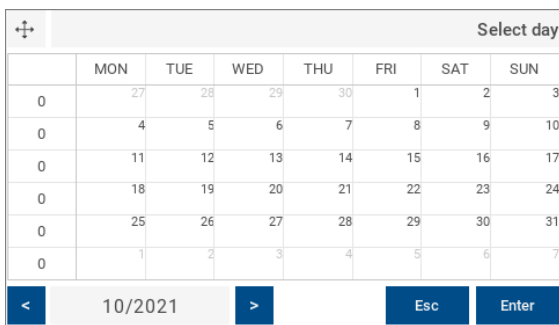 Select day
MON TUE WED THU FRI SAT SUN
0 27 28 29 30 1 2 3
0 4 5 6 7 8 9 10
0 11 12 13 14 15 16 17
0 18 19 20 21 22 23 24
0 25 26 27 28 29 30 31
0 1 2 3 4 5 6 7
< 10/2021 > Esc Enter